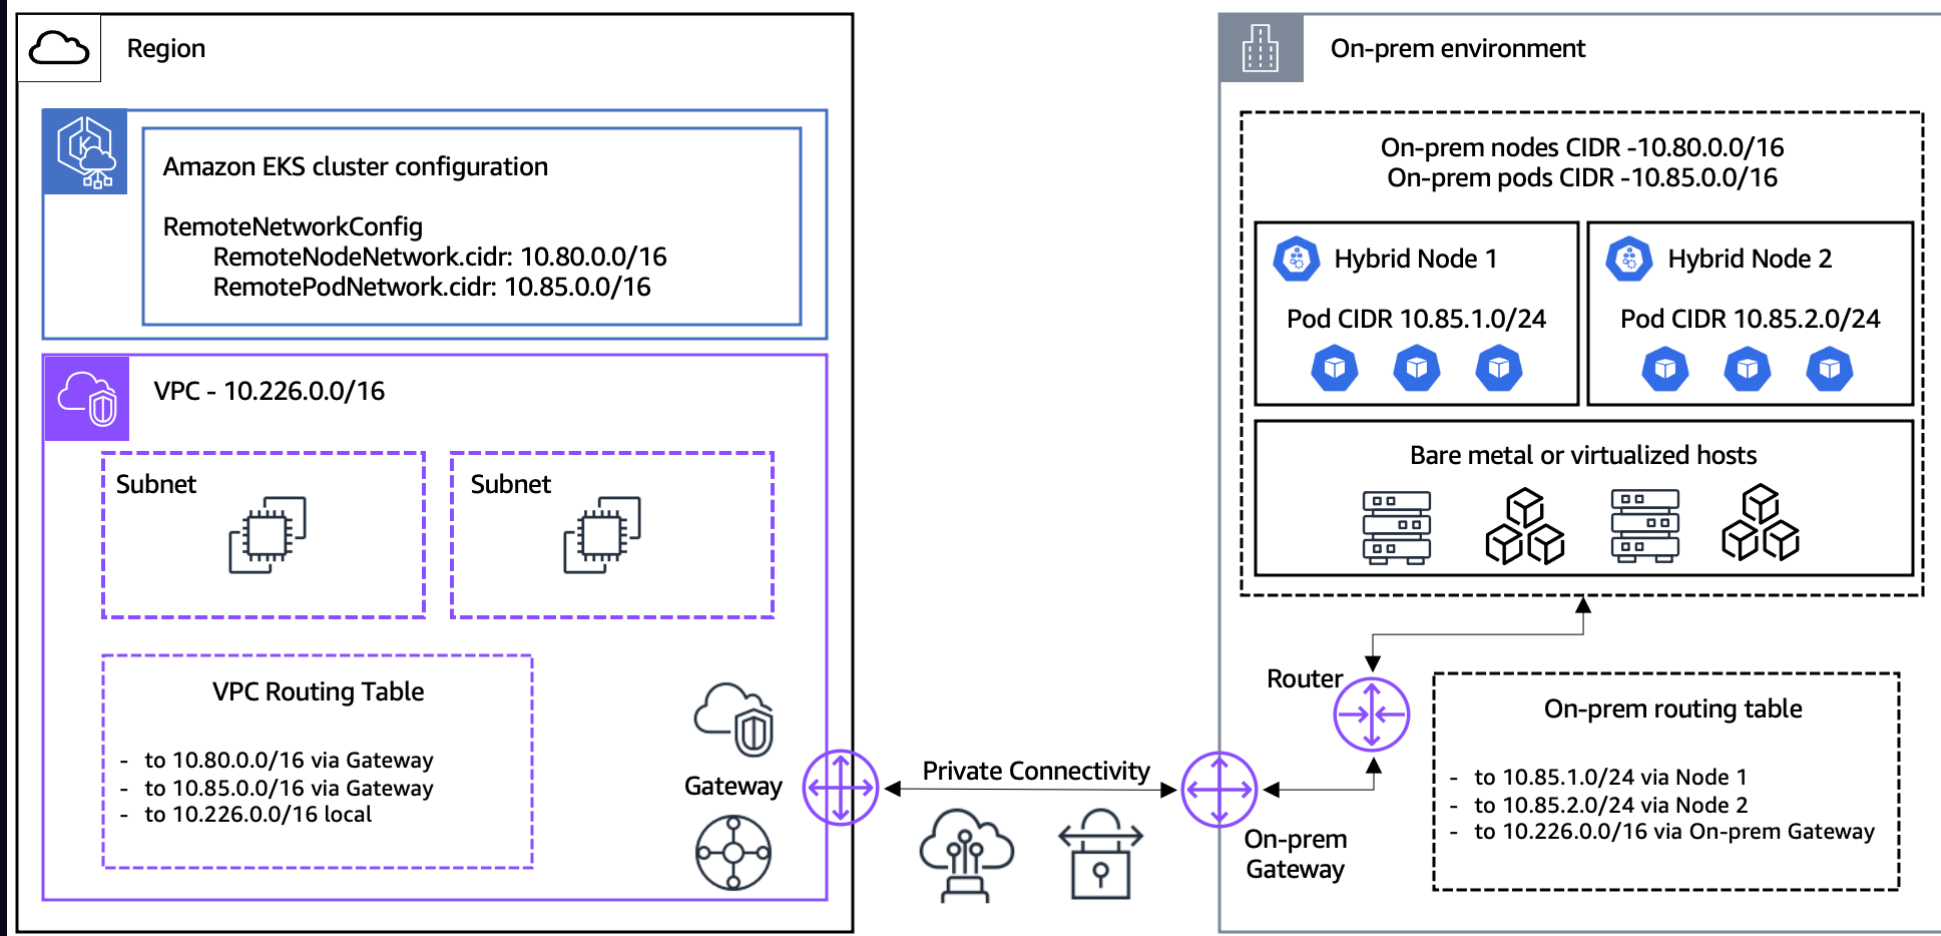 Region
Amazon EKS cluster configuration
RemoteNetworkConfig
RemoteNodeNetwork.cidr: 10.80.0.0/16
RemotePodNetwork.cidr: 10.85.0.0/16
VPC - 10.226.0.0/16
Subnet
Subnet
VPC Routing Table
- to 10.80.0.0/16 via Gateway
- to 10.85.0.0/16 via Gateway
- to 10.226.0.0/16 local
Gateway
Private Connectivity
On-prem environment
On-prem nodes CIDR -10.80.0.0/16
On-prem pods CIDR -10.85.0.0/16
Hybrid Node 1
Pod CIDR 10.85.1.0/24
Hybrid Node 2
Pod CIDR 10.85.2.0/24
Bare metal or virtualized hosts
Router
On-prem
Gateway
On-prem routing table
- to 10.85.1.0/24 via Node 1
- to 10.85.2.0/24 via Node 2
- to 10.226.0.0/16 via On-prem Gateway
K